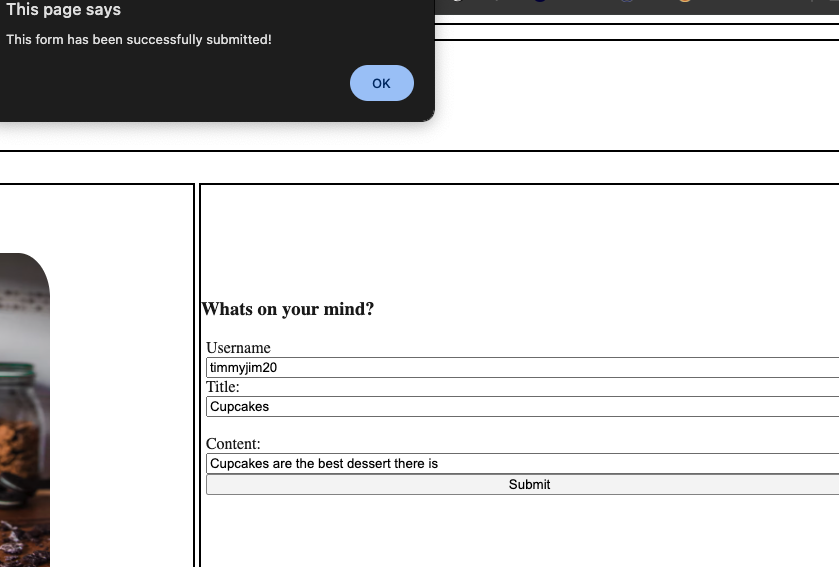 This page says
This form has been successfully submitted!
OK
Whats on your mind?
Username
timmyjim20
Title:
Cupcakes
Content:
Cupcakes are the best dessert there is
Submit